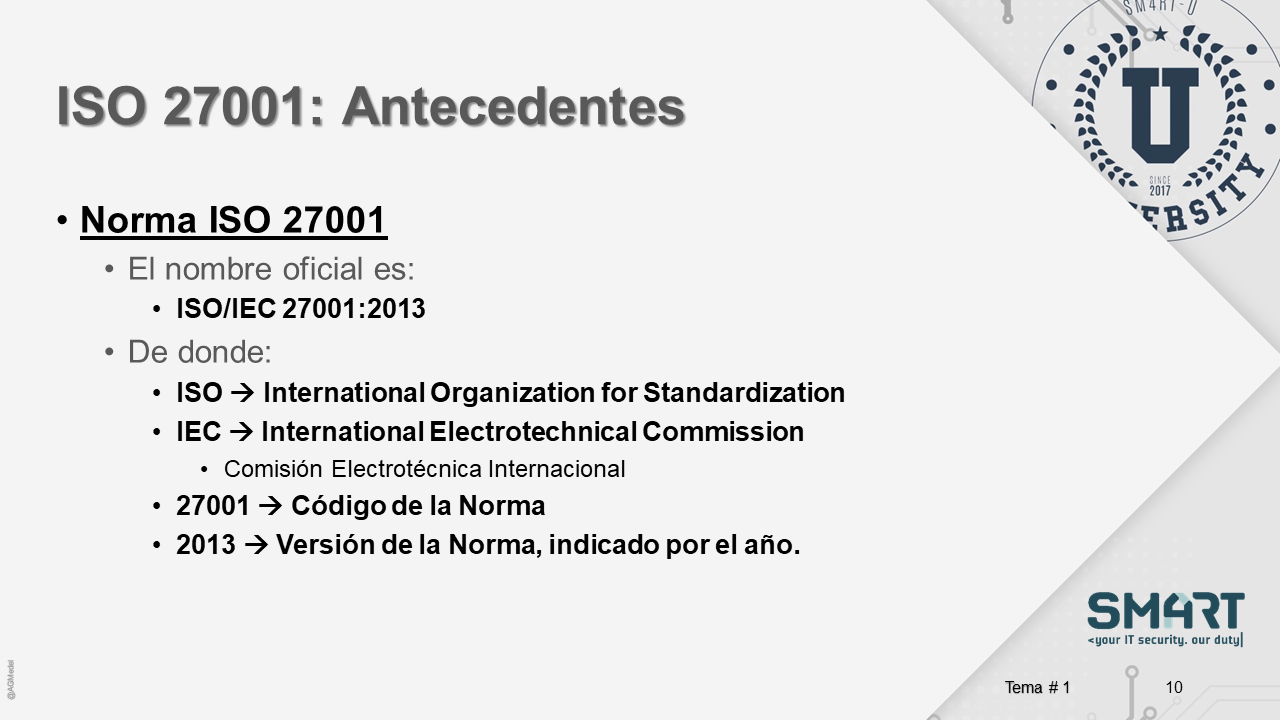 SM4RT-U
U
SINCE
2017
ERSITY
ISO 27001: Antecedentes
• Norma ISO 27001
• El nombre oficial es:
• ISO/IEC 27001:2013
• De donde:
• ISO → International Organization for Standardization
• IEC → International Electrotechnical Commission
• Comisión Electrotécnica Internacional
• 27001 → Código de la Norma
• 2013 → Versión de la Norma, indicado por el año.
SM4RT
<your IT security. our duty|
@AGMedel
Tema # 1
10